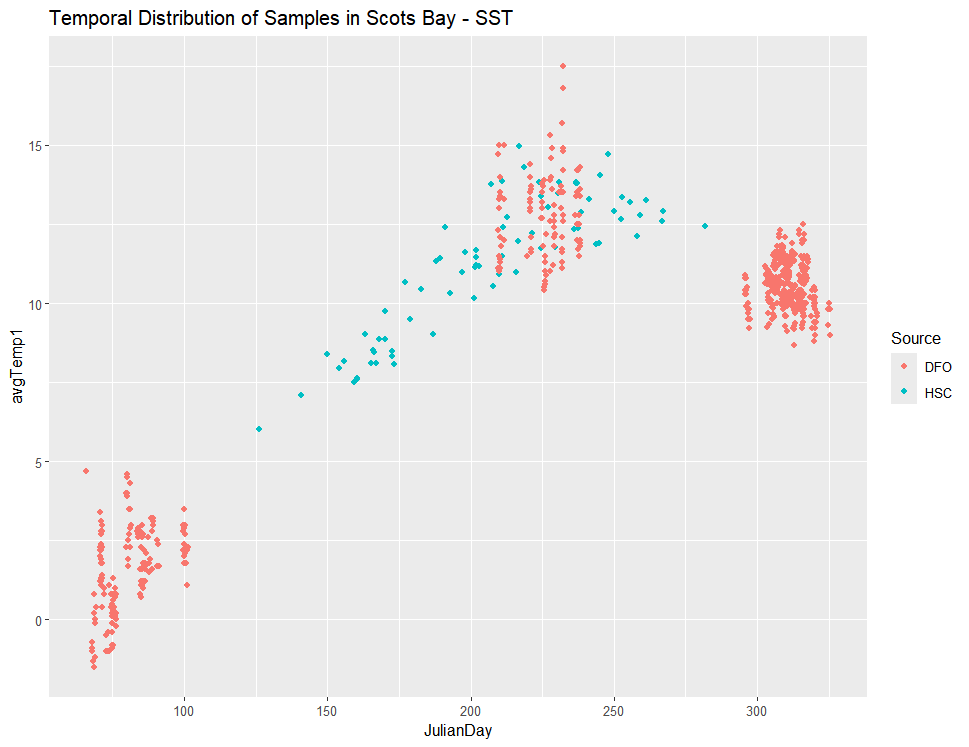 Temporal Distribution of Samples in Scots Bay - SST
avgTemp1
15
10
5
0
100 150 200 250 300
JulianDay
Source
DFO
HSC